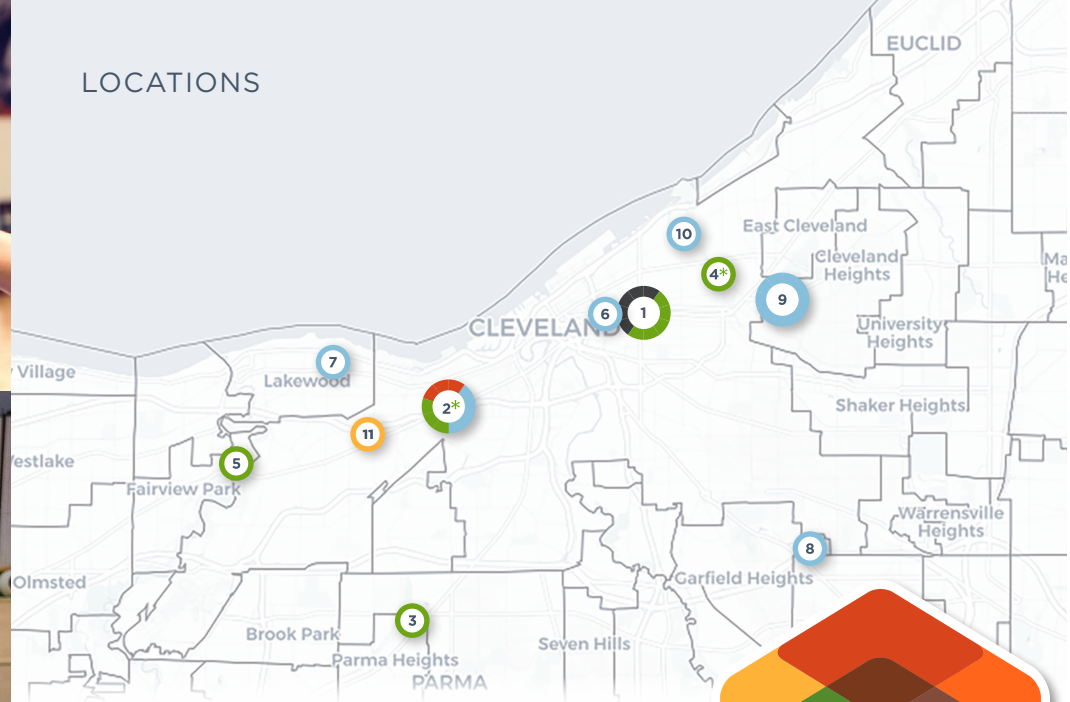 LOCATIONS
EUCLID
10
East Cleveland
4*
Cleveland
Heights
9
6
1
CLEVELAND
University
Heights
7
Village
Lakewood
2*
Shaker Heights
11
5
Fairview Park
Warrensville
Heights
8
Olmsted
Garfield Heights
3
Brook Park
Seven Hills
Parma Heights
PARMA